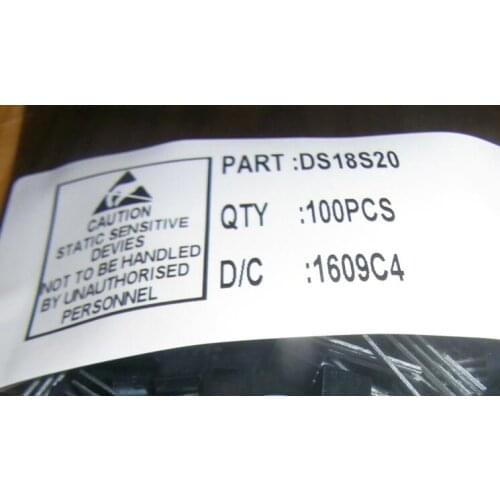 CAUTION
STATIC SENSITIVE
DEVIES
NOT TO BE HANDLED
BY UNAUTHORISED
PERSONNEL
PART :DS18S20
QTY :100PCS
D/C :1609C4